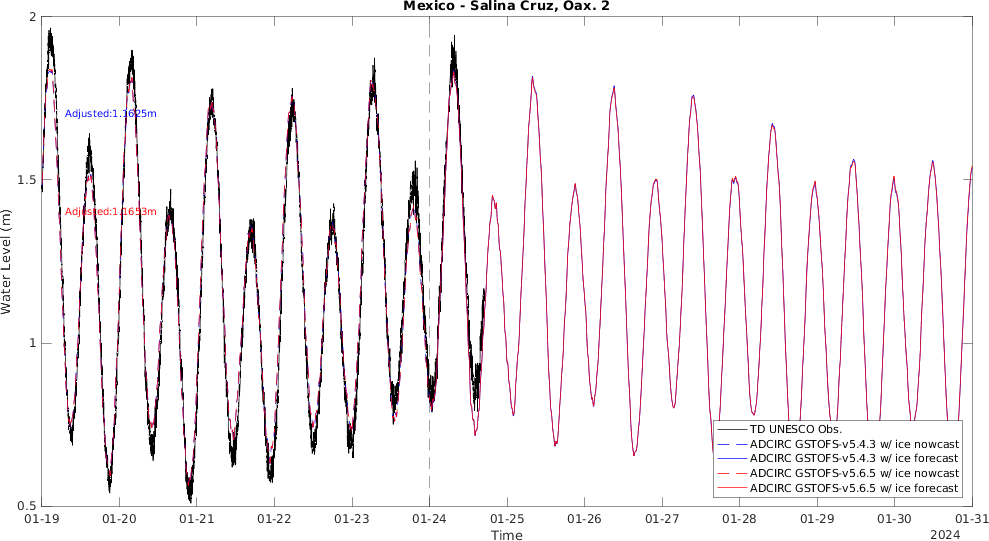 Mexico - Salina Cruz, Oax. 2
2
1.5
1
0.5
Water Level (m)
Adjusted:1.1625m
Adjusted:1.1653m
TD UNESCO Obs.
ADCIRC GSTOFS-v5.4.3 w/ ice nowcast
ADCIRC GSTOFS-v5.4.3 w/ ice forecast
ADCIRC GSTOFS-v5.6.5 w/ ice nowcast
ADCIRC GSTOFS-v5.6.5 w/ ice forecast
01-19 01-20 01-21 01-22 01-23 01-24 01-25 01-26 01-27 01-28 01-29 01-30 01-31
Time
2024